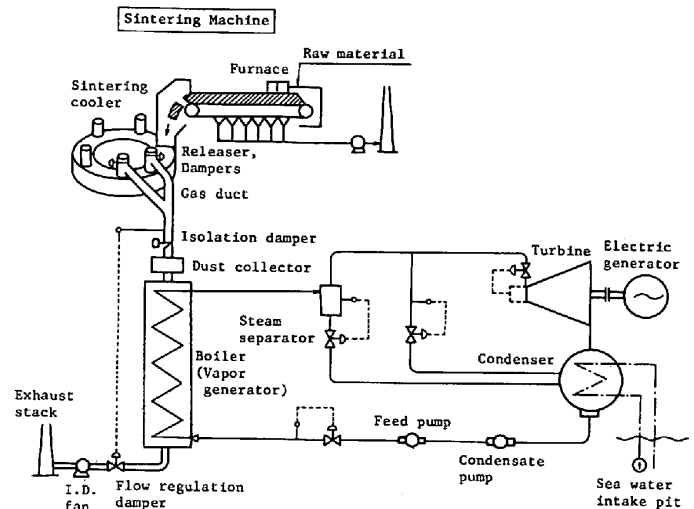 Sintering Machine
Raw material
Furnace
Sintering
cooler
Releaser,
Dampers
Gas duct
Isolation damper
Dust collector
Turbine
Electric
generator
Steam
separator
Boiler
(Vapor
generator)
Condenser
Exhaust
stack
Feed pump
Condensate
pump
I.D.
fan
Flow regulation
damper
Sea water
intake pit